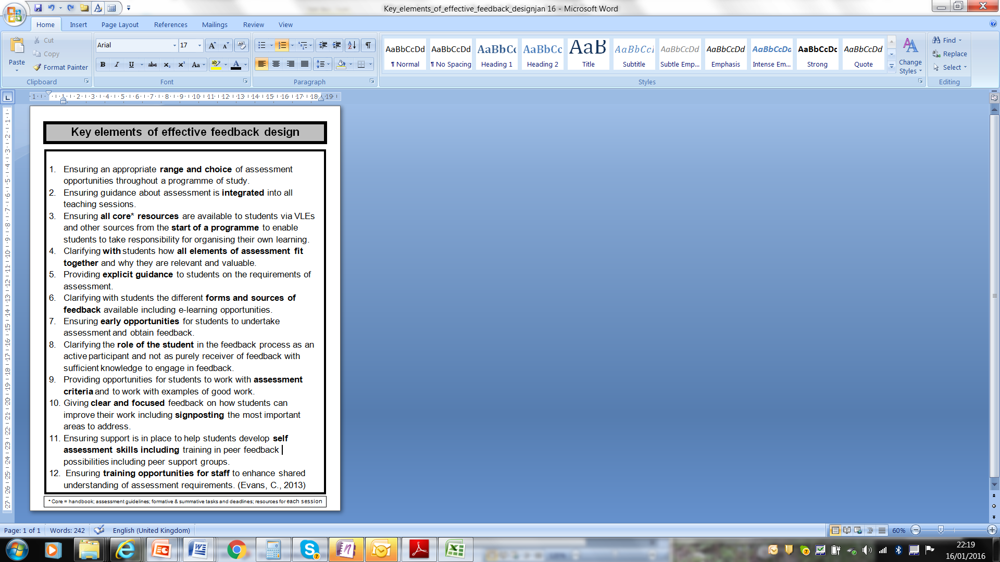 Key_elements_of_effective_feedback_designjan 16 - Microsoft Word
Home Insert Page Layout References Mailings Review View
Paste
Cut
Copy
Format Painter
Clipboard
Arial 17
Font
Paragraph
AaBbCcDd AaBbCcDd AaBbCc AaBbCc AaB AaBbCcI AaBbCcDd AaBbCcDd AaBbCcDc AaBbCcDc AaBbCcDd
¶ Normal ¶ No Spacing Heading 1 Heading 2 Title Subtitle Subtle Emp... Emphasis Intense Em... Strong Quote
Change
Styles
Styles
Find
Replace
Select
Editing
Key elements of effective feedback design
1. Ensuring an appropriate range and choice of assessment
opportunities throughout a programme of study.
2. Ensuring guidance about assessment is integrated into all
teaching sessions.
3. Ensuring all core* resources are available to students via VLEs
and other sources from the start of a programme to enable
students to take responsibility for organising their own learning.
4. Clarifying with students how all elements of assessment fit
together and why they are relevant and valuable.
5. Providing explicit guidance to students on the requirements of
assessment.
6. Clarifying with students the different forms and sources of
feedback available including e-learning opportunities.
7. Ensuring early opportunities for students to undertake
assessment and obtain feedback.
8. Clarifying the role of the student in the feedback process as an
active participant and not as purely receiver of feedback with
sufficient knowledge to engage in feedback.
9. Providing opportunities for students to work with assessment
criteria and to work with examples of good work.
10. Giving clear and focused feedback on how students can
improve their work including signposting the most important
areas to address.
11. Ensuring support is in place to help students develop self
assessment skills including training in peer feedback
possibilities including peer support groups.
12. Ensuring training opportunities for staff to enhance shared
understanding of assessment requirements. (Evans, C., 2013)
* Core = handbook; assessment guidelines; formative & summative tasks and deadlines; resources for each session
Page: 1 of 1 Words: 242 English (United Kingdom) 60%
22:19
16/01/2016